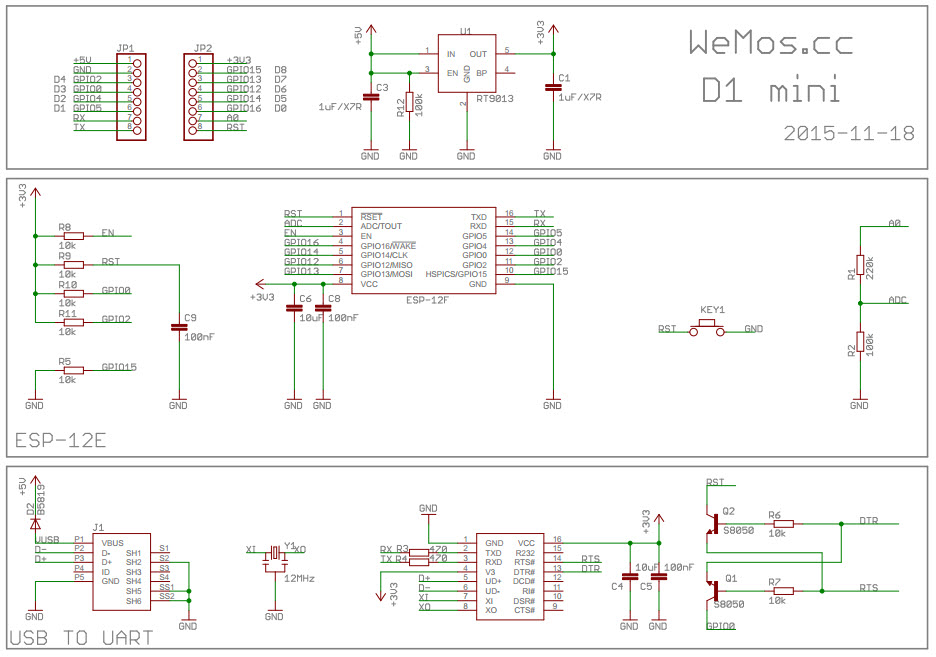 WeMos.cc
D1 mini
2015-11-18
JP1
+5V 1
GND 2
D4 GPIO2 3
D3 GPIO0 4
D2 GPIO4 5
D1 GPIO5 6
RX 7
TX 8
JP2
1 +3V3
2 GPIO15 D8
3 GPIO13 D7
4 GPIO12 D6
5 GPIO14 D5
6 GPIO16 D0
7 A0
8 RST
+5V
C3
1uF/X7R
R12
100k
U1
1 IN OUT 5
3 EN GND BP 4
2
RT9013
+3V3
C1
1uF/X7R
GND
GND
GND
GND
+3V3
R8
10k
EN
R9
10k
RST
R10
10k
GPIO0
R11
10k
GPIO2
R5
10k
GPIO15
C9
100nF
GND
GND
RST 1 RSET TXD 16 TX
ADC 2 ADC/TOUT RXD 15 RX
EN 3 EN GPIO5 14 GPIO5
GPIO16 4 GPIO16/WAKE GPIO4 13 GPIO4
GPIO14 5 GPIO14/CLK GPIO0 12 GPIO0
GPIO12 6 GPIO12/MISO GPIO2 11 GPIO2
GPIO13 7 GPIO13/MOSI HSPICS/GPIO15 10 GPIO15
8 VCC GND 9
ESP-12F
+3V3
C6
10uF
C8
100nF
GND
GND
GND
KEY1
RST
GND
A0
R1
220k
ADC
R2
100k
GND
ESP-12E
+5V
D2
B5819
J1
VUSB P1 VBUS
D- P2 D- SH1 S1
D+ P3 D+ SH2 S2
P4 ID SH3 S3
P5 GND SH4 S4
SH5 SS1
SH6 SS2
GND
GND
XI
Y1
XO
12MHz
GND
GND
RX R3 470
TX R4 470
+3V3
D+
D-
XI
XO
1 GND VCC 16
2 TXD R232 15
3 RXD RTS# 14 RTS
4 V3 DTR# 13 DTR
5 UD+ DCD# 12
6 UD- RI# 11
7 XI DSR# 10
8 XO CTS# 9
+3V3
10uF
C4
100nF
C5
GND
GND
RST
Q2
S8050
R6
10k
DTR
Q1
S8050
R7
10k
RTS
GPIO0
USB TO UART